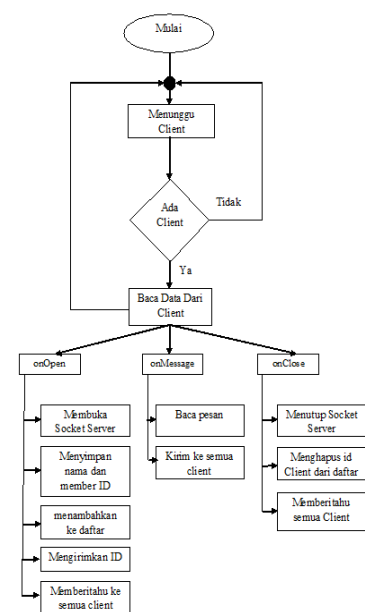 Mulai
Menunggu
Client
Ada
Client
Tidak
Ya
Baca Data Dari
Client
onOpen
onMessage
onClose
Membuka
Socket Server
Menyimpan
nama dan
member ID
menambahkan
ke daftar
Mengirimkan ID
Memberitahu ke
semua client
Baca pesan
Kirim ke semua
client
Menutup Socket
Server
Menghapus id
Client dari daftar
Memberitahu
semua Client